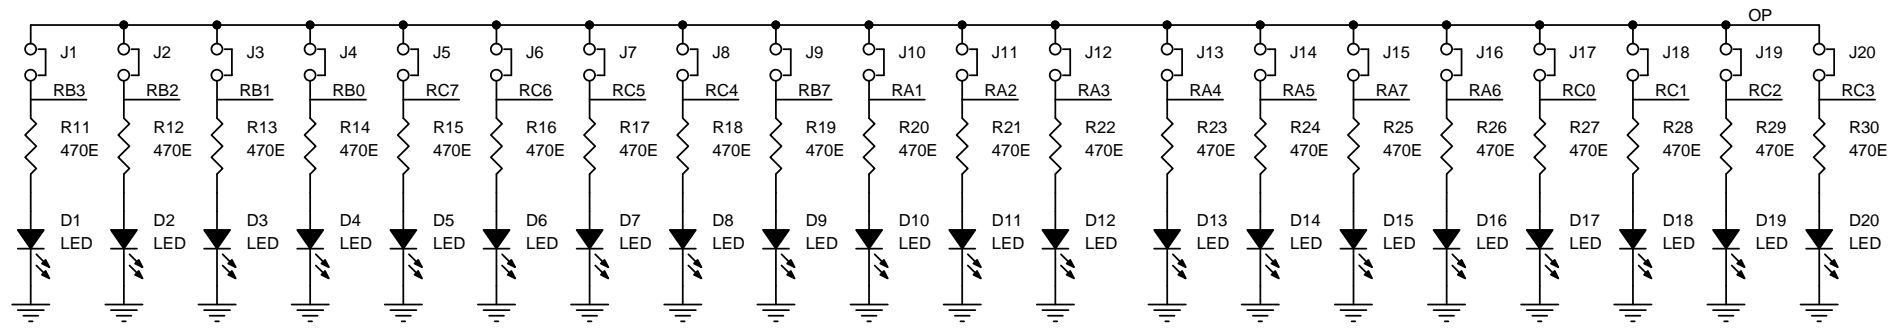 OP
J1 J2 J3 J4 J5 J6 J7 J8 J9 J10 J11 J12 J13 J14 J15 J16 J17 J18 J19 J20
RB3 RB2 RB1 RB0 RC7 RC6 RC5 RC4 RB7 RA1 RA2 RA3 RA4 RA5 RA7 RA6 RC0 RC1 RC2 RC3
R11 R12 R13 R14 R15 R16 R17 R18 R19 R20 R21 R22 R23 R24 R25 R26 R27 R28 R29 R30
470E 470E 470E 470E 470E 470E 470E 470E 470E 470E 470E 470E 470E 470E 470E 470E 470E 470E 470E 470E
D1 D2 D3 D4 D5 D6 D7 D8 D9 D10 D11 D12 D13 D14 D15 D16 D17 D18 D19 D20
LED LED LED LED LED LED LED LED LED LED LED LED LED LED LED LED LED LED LED LED